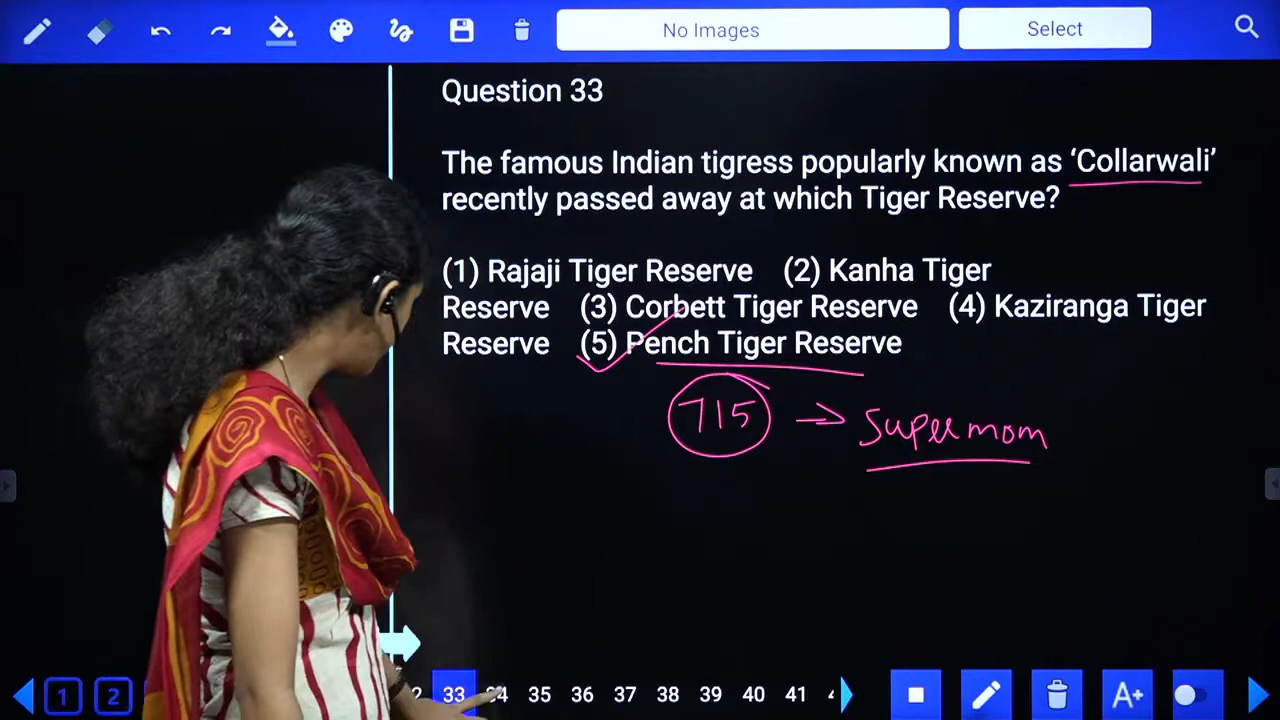 No Images
Select
Question 33
The famous Indian tigress popularly known as ‘Collarwali’
recently passed away at which Tiger Reserve?
(1) Rajaji Tiger Reserve (2) Kanha Tiger
Reserve (3) Corbett Tiger Reserve (4) Kaziranga Tiger
Reserve (5) Pench Tiger Reserve
715 → Supermom
1 2 33 34 35 36 37 38 39 40 41 A+